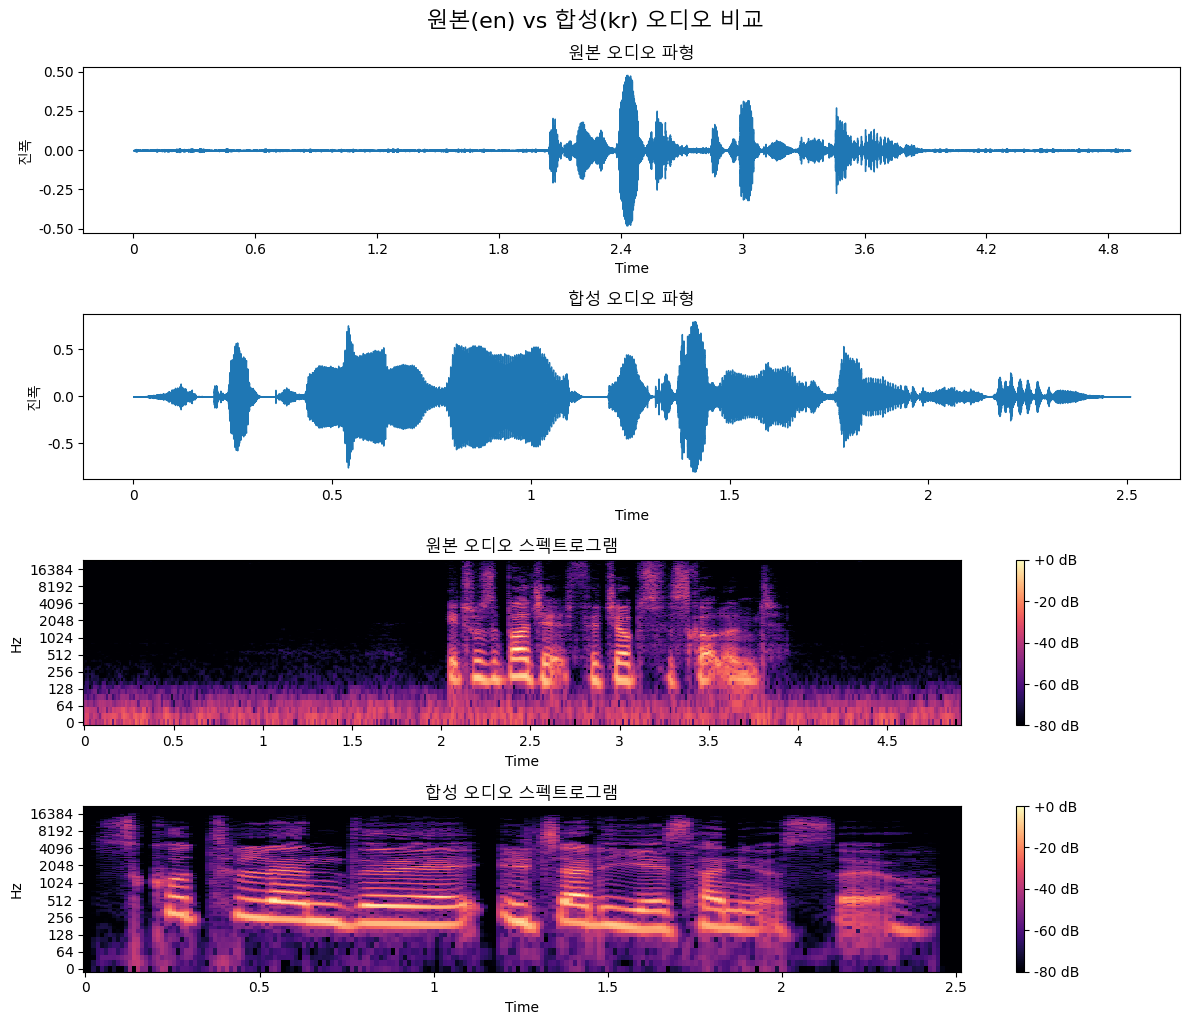 원본(en) vs 합성(kr) 오디오 비교
원본 오디오 파형
진폭
0.50
0.25
0.00
-0.25
-0.50
0 0.6 1.2 1.8 2.4 3 3.6 4.2 4.8
Time
합성 오디오 파형
진폭
0.5
0.0
-0.5
0 0.5 1 1.5 2 2.5
Time
원본 오디오 스펙트로그램
Hz
16384
8192
4096
2048
1024
512
256
128
64
0
0 0.5 1 1.5 2 2.5 3 3.5 4 4.5
Time
+0 dB
-20 dB
-40 dB
-60 dB
-80 dB
합성 오디오 스펙트로그램
Hz
16384
8192
4096
2048
1024
512
256
128
64
0
0 0.5 1 1.5 2 2.5
Time
+0 dB
-20 dB
-40 dB
-60 dB
-80 dB